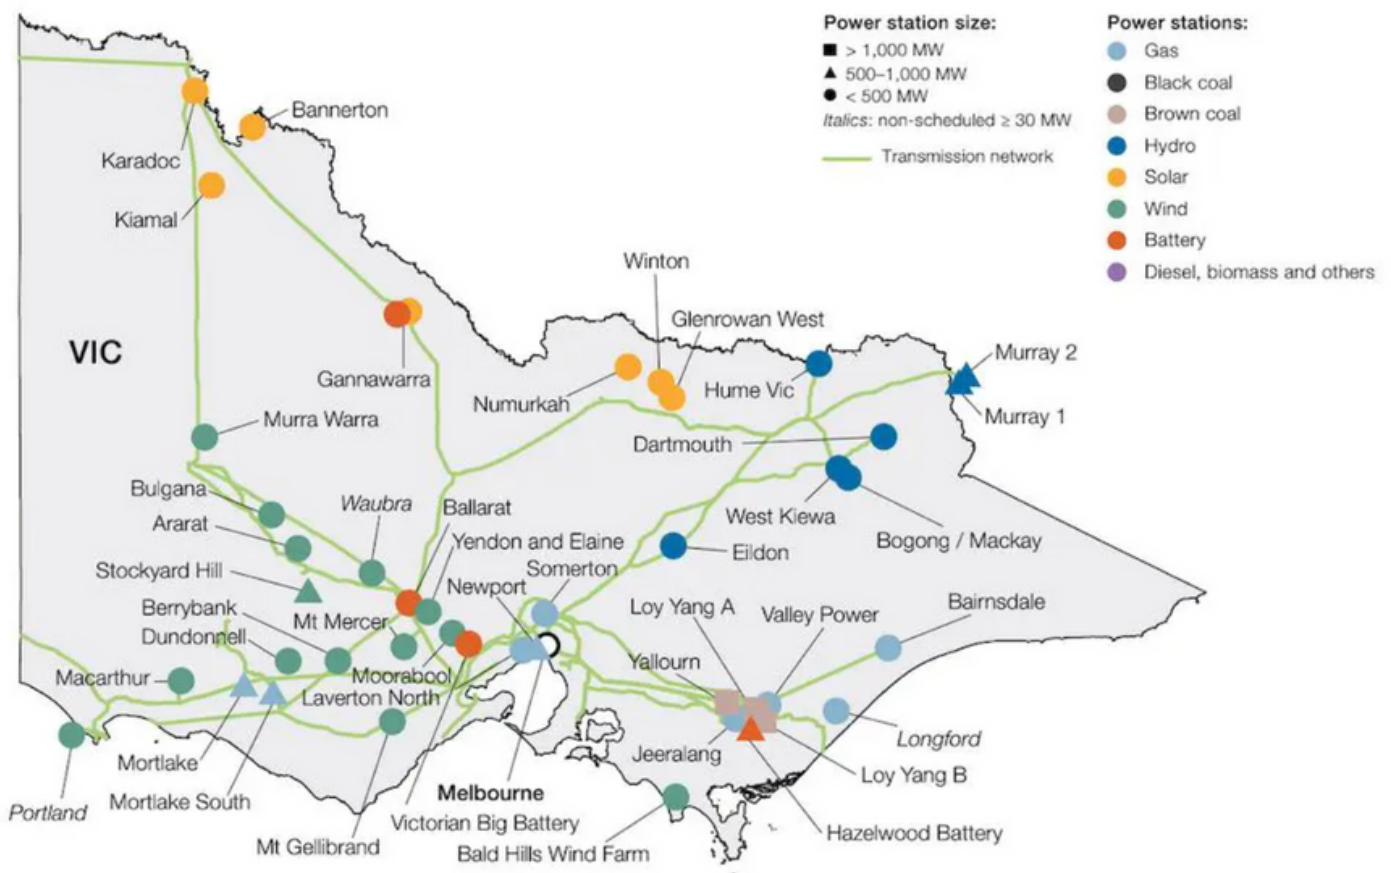 Power station size:
> 1,000 MW
500–1,000 MW
< 500 MW
Italics: non-scheduled ≥ 30 MW
Transmission network
Power stations:
Gas
Black coal
Brown coal
Hydro
Solar
Wind
Battery
Diesel, biomass and others
Bannerton
Karadoc
Kiamal
Winton
Glenrowan West
VIC
Murray 2
Gannawarra
Hume Vic
Numurkah
Murray 1
Murra Warra
Dartmouth
Bulgana
Waubra
Ballarat
West Kiewa
Ararat
Yendon and Elaine
Bogong / Mackay
Eildon
Stockyard Hill
Somerton
Newport
Berrybank
Mt Mercer
Loy Yang A
Valley Power
Bairnsdale
Dundonnell
Yallourn
Macarthur
Moorabool
Laverton North
Longford
Jeeralang
Mortlake
Loy Yang B
Portland
Mortlake South
Melbourne
Victorian Big Battery
Hazelwood Battery
Mt Gellibrand
Bald Hills Wind Farm